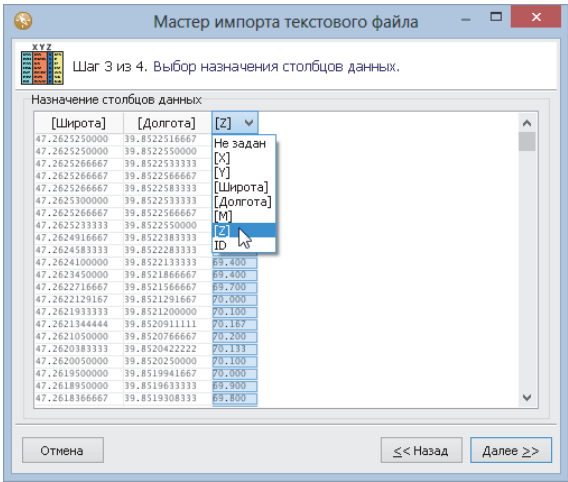 Мастер импорта текстового файла
XYZ
Шаг 3 из 4. Выбор назначения столбцов данных.
Назначение столбцов данных
[Широта] [Долгота] [Z]
47.2625250000 39.8522516667
47.2625250000 39.8522550000
47.2625266667 39.8522533333
47.2625266667 39.8522566667
47.2625266667 39.8522583333
47.2625300000 39.8522533333
47.2625266667 39.8522566667
47.2625233333 39.8522550000
47.2624916667 39.8522383333
47.2624583333 39.8522283333
47.2624100000 39.8522133333 69.400
47.2623450000 39.8521866667 69.400
47.2622716667 39.8521566667 69.700
47.2622129167 39.8521291667 70.000
47.2621933333 39.8521200000 70.100
47.2621344444 39.8520911111 70.167
47.2621050000 39.8520766667 70.200
47.2620383333 39.8520422222 70.133
47.2620050000 39.8520250000 70.100
47.2619500000 39.8519941667 70.000
47.2618950000 39.8519633333 69.900
47.2618366667 39.8519308333 69.800
Не задан
[X]
[Y]
[Широта]
[Долгота]
[M]
[Z]
ID
Отмена
<< Назад
Далее >>